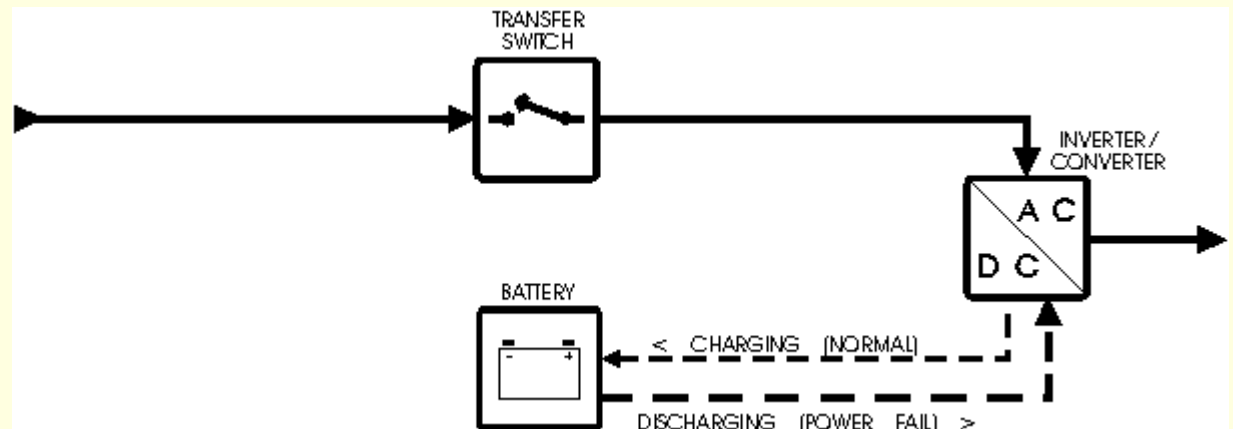 TRANSFER
SWITCH
INVERTER/
CONVERTER
A C
D C
BATTERY
- +
< CHARGING (NORMAL)
DISCHARGING (POWER FAIL) >